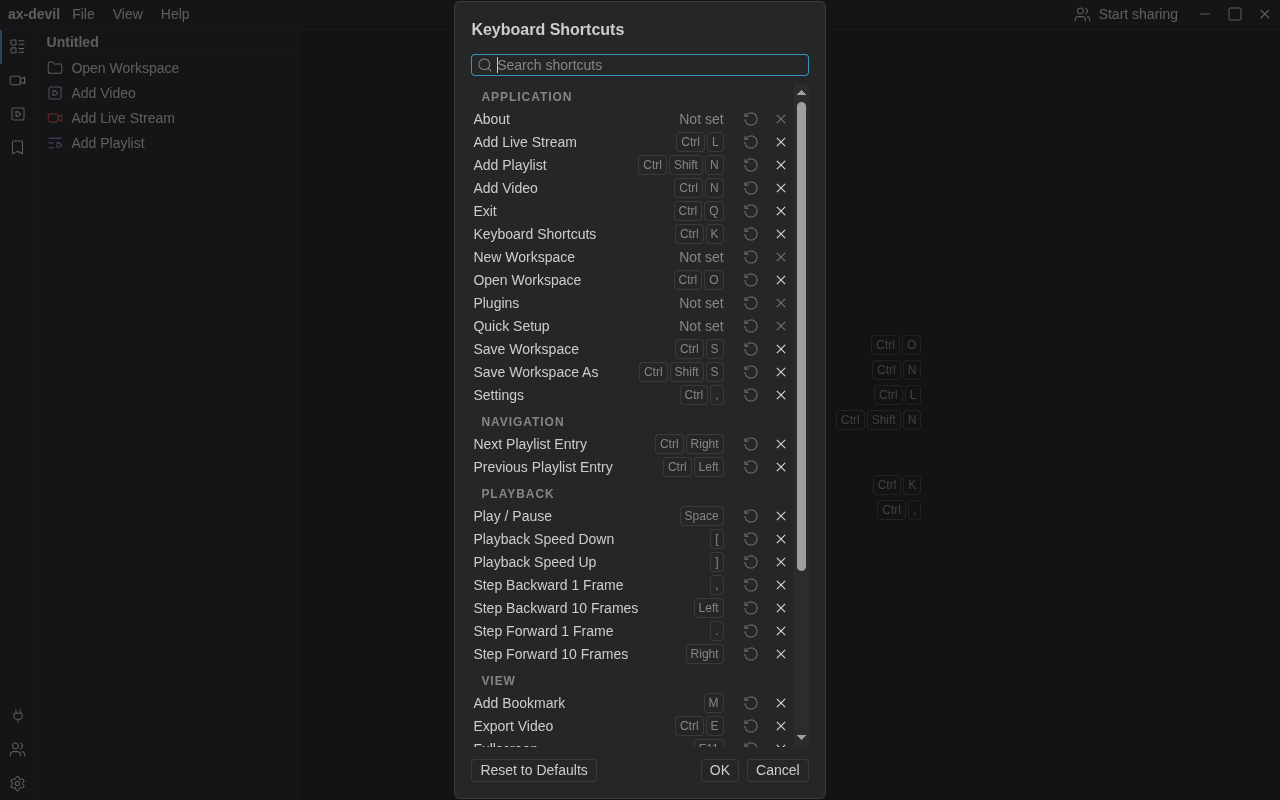 ax-devil File View Help Start sharing
Untitled
Open Workspace
Add Video
Add Live Stream
Add Playlist
Ctrl O
Ctrl N
Ctrl L
Ctrl Shift N
Ctrl K
Ctrl ,
Keyboard Shortcuts
Search shortcuts
APPLICATION
About Not set
Add Live Stream Ctrl L
Add Playlist Ctrl Shift N
Add Video Ctrl N
Exit Ctrl Q
Keyboard Shortcuts Ctrl K
New Workspace Not set
Open Workspace Ctrl O
Plugins Not set
Quick Setup Not set
Save Workspace Ctrl S
Save Workspace As Ctrl Shift S
Settings Ctrl ,
NAVIGATION
Next Playlist Entry Ctrl Right
Previous Playlist Entry Ctrl Left
PLAYBACK
Play / Pause Space
Playback Speed Down [
Playback Speed Up ]
Step Backward 1 Frame ,
Step Backward 10 Frames Left
Step Forward 1 Frame .
Step Forward 10 Frames Right
VIEW
Add Bookmark M
Export Video Ctrl E
Fullscreen F11
Reset to Defaults OK Cancel